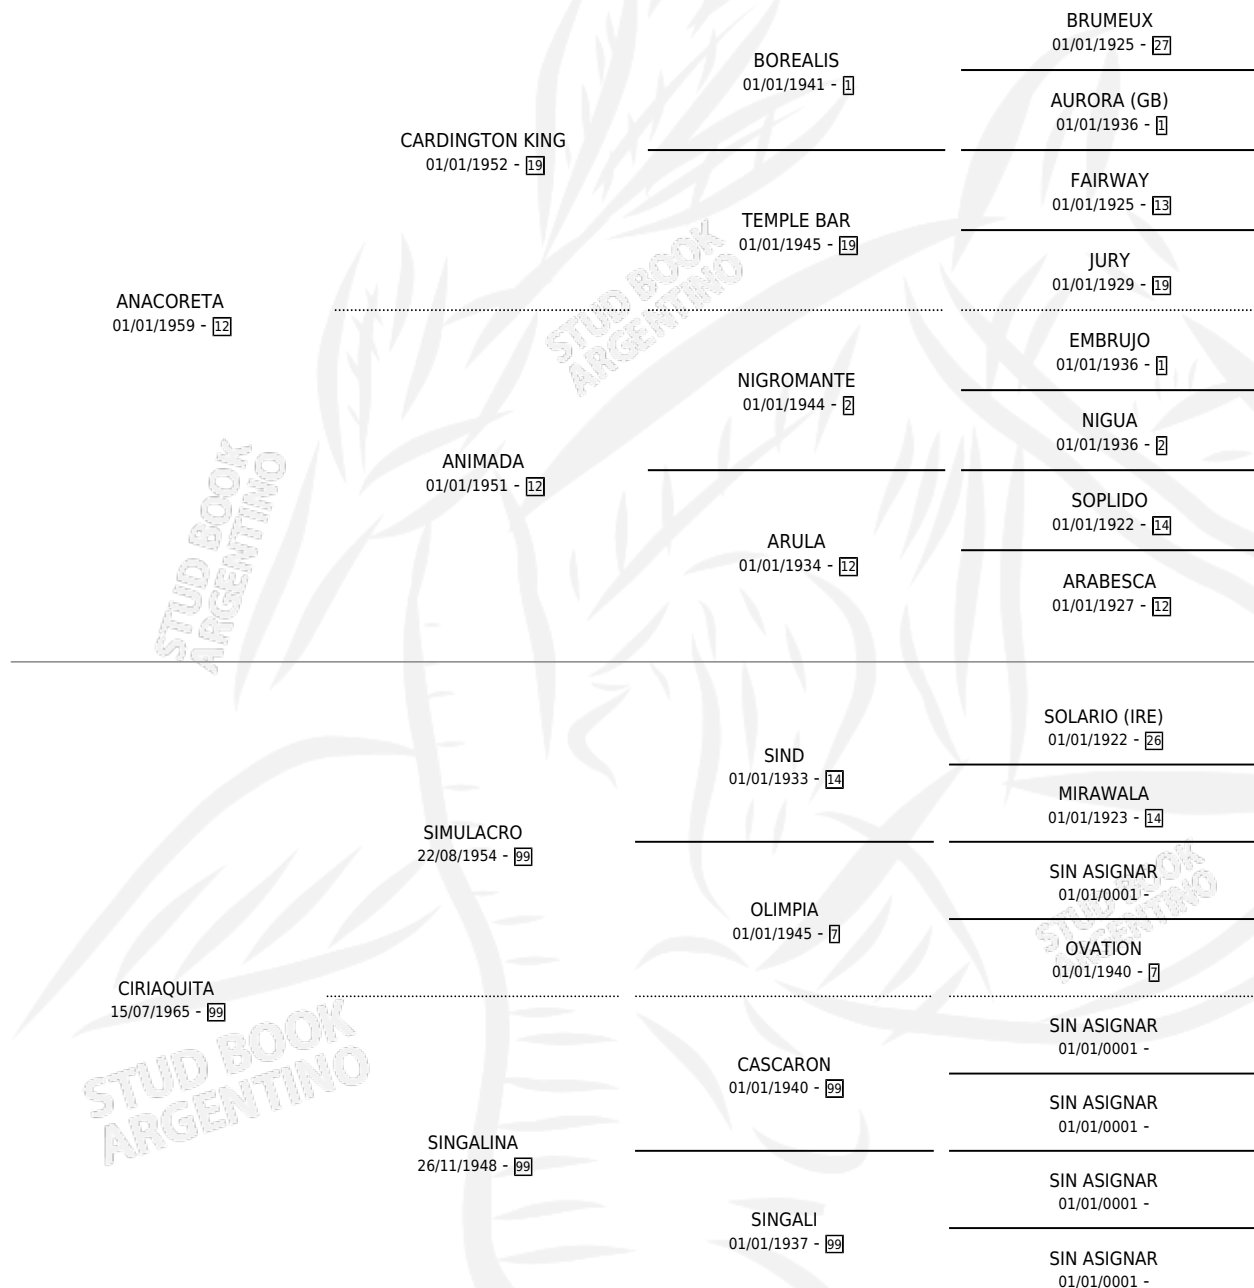 BRUMEUX
01/01/1925 - 27
BOREALIS
01/01/1941 - 1
AURORA (GB)
01/01/1936 - 1
CARDINGTON KING
01/01/1952 - 19
FAIRWAY
01/01/1925 - 13
TEMPLE BAR
01/01/1945 - 19
JURY
01/01/1929 - 19
ANACORETA
01/01/1959 - 12
STUD BOOK
ARGENTINO
EMBRUJO
01/01/1936 - 1
NIGROMANTE
01/01/1944 - 2
NIGUA
01/01/1936 - 2
ANIMADA
01/01/1951 - 12
SOPLIDO
01/01/1922 - 14
ARULA
01/01/1934 - 12
ARABESCA
01/01/1927 - 12
STUD BOOK
ARGENTINO
SOLARIO (IRE)
01/01/1922 - 26
SIND
01/01/1933 - 14
MIRAWALA
01/01/1923 - 14
SIMULACRO
22/08/1954 - 99
SIN ASIGNAR
01/01/0001 -
OLIMPIA
01/01/1945 - 7
STUD BOOK
ARGENTINO
OVATION
01/01/1940 - 7
CIRIAQUITA
15/07/1965 - 99
SIN ASIGNAR
01/01/0001 -
CASCARON
01/01/1940 - 99
STUD BOOK
ARGENTINO
SIN ASIGNAR
01/01/0001 -
SINGALINA
26/11/1948 - 99
SIN ASIGNAR
01/01/0001 -
SINGALI
01/01/1937 - 99
SIN ASIGNAR
01/01/0001 -